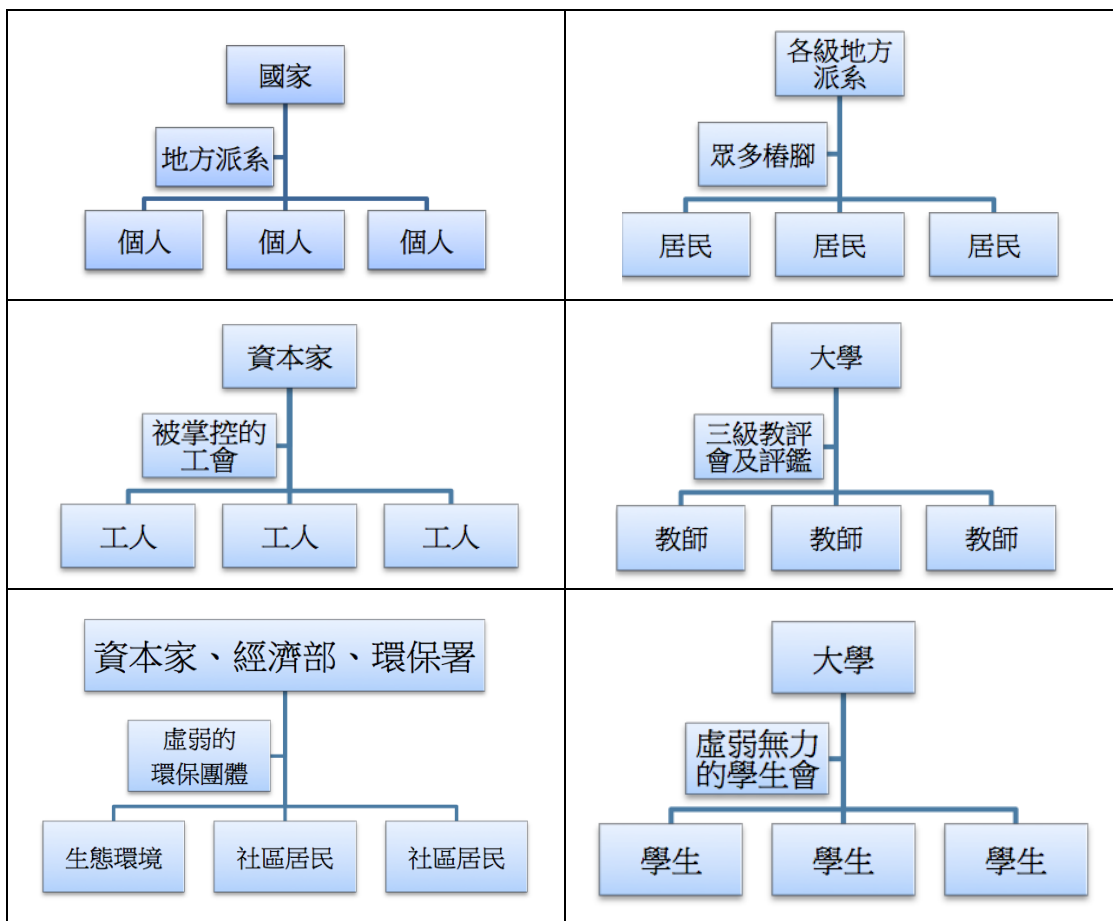 國家
地方派系
個人
個人
個人
各級地方
派系
眾多樁腳
居民
居民
居民
資本家
被掌控的
工會
工人
工人
工人
大學
三級教評
會及評鑑
教師
教師
教師
資本家、經濟部、環保署
虛弱的
環保團體
生態環境
社區居民
社區居民
大學
虛弱無力
的學生會
學生
學生
學生